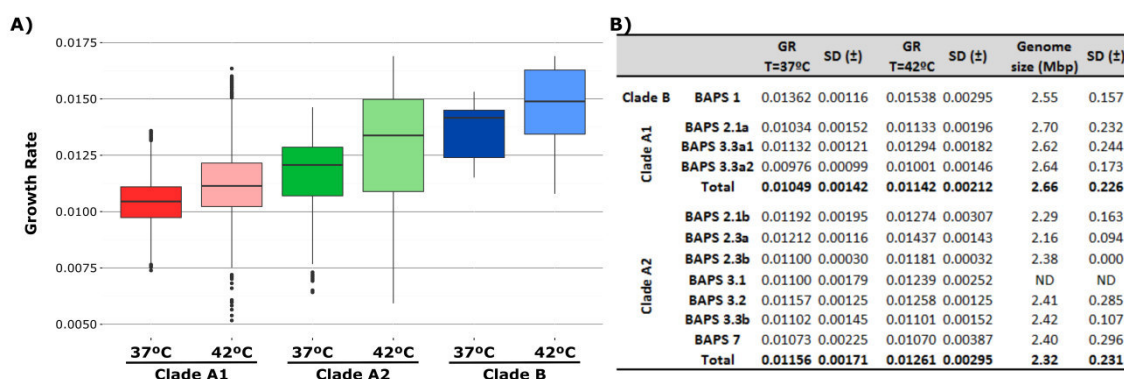 A)
Growth Rate
0.0175
0.0150
0.0125
0.0100
0.0075
0.0050
37ºC 42ºC 37ºC 42ºC 37ºC 42ºC
Clade A1 Clade A2 Clade B
B)
GR T=37ºC SD (±) GR T=42ºC SD (±) Genome size (Mbp) SD (±)
Clade B BAPS 1 0.01362 0.00116 0.01538 0.00295 2.55 0.157
Clade A1
BAPS 2.1a 0.01034 0.00152 0.01133 0.00196 2.70 0.232
BAPS 3.3a1 0.01132 0.00121 0.01294 0.00182 2.62 0.244
BAPS 3.3a2 0.00976 0.00099 0.01001 0.00146 2.64 0.173
Total 0.01049 0.00142 0.01142 0.00212 2.66 0.226
Clade A2
BAPS 2.1b 0.01192 0.00195 0.01274 0.00307 2.29 0.163
BAPS 2.3a 0.01212 0.00116 0.01437 0.00143 2.16 0.094
BAPS 2.3b 0.01100 0.00030 0.01181 0.00032 2.38 0.000
BAPS 3.1 0.01100 0.00179 0.01239 0.00252 ND ND
BAPS 3.2 0.01157 0.00125 0.01258 0.00125 2.41 0.285
BAPS 3.3b 0.01102 0.00145 0.01101 0.00152 2.42 0.107
BAPS 7 0.01073 0.00225 0.01070 0.00387 2.40 0.296
Total 0.01156 0.00171 0.01261 0.00295 2.32 0.231